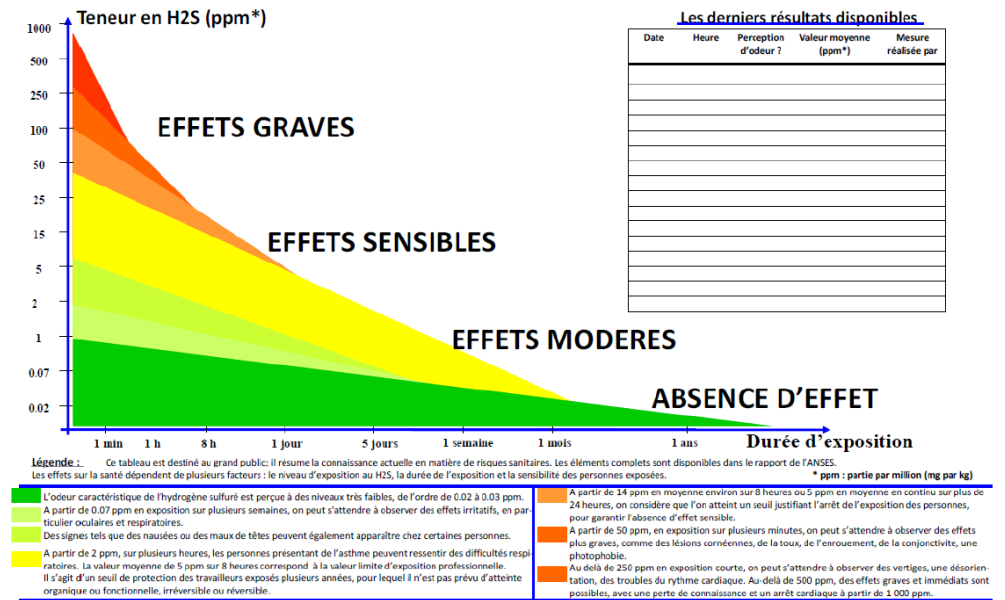 Teneur en H2S (ppm*)
1000
500
250
100
50
25
15
5
2
1
0.07
0.02
EFFETS GRAVES
EFFETS SENSIBLES
EFFETS MODERES
ABSENCE D’EFFET
1 min
1 h
8 h
1 jour
5 jours
1 semaine
1 mois
1 ans
Durée d’exposition
Les derniers résultats disponibles
Date Heure Perception Valeur moyenne Mesure
d’odeur ? (ppm*) réalisée par
Légende : Ce tableau est destiné au grand public; il résume la connaissance actuelle en matière de risques sanitaires. Les éléments complets sont disponibles dans le rapport de l’ANSES.
Les effets sur la santé dépendent de plusieurs facteurs : le niveau d’exposition au H2S, la durée de l’exposition et la sensibilité des personnes exposées. * ppm : partie par million (mg par kg)
L’odeur caractéristique de l’hydrogène sulfuré est perçue à des niveaux très faibles, de l’ordre de 0.02 à 0.03 ppm.
A partir de 0.07 ppm en exposition sur plusieurs semaines, on peut s’attendre à observer des effets irritatifs, en par-
ticulier oculaires et respiratoires.
Des signes tels que des nausées ou des maux de têtes peuvent également apparaître chez certaines personnes.
A partir de 2 ppm, sur plusieurs heures, les personnes présentant de l’asthme peuvent ressentir des difficultés respi-
ratoires. La valeur moyenne de 5 ppm sur 8 heures correspond à la valeur limite d’exposition professionnelle.
Il s’agit d’un seuil de protection des travailleurs exposés plusieurs années, pour lequel il n’est pas prévu d’atteinte
organique ou fonctionnelle, irréversible ou réversible.
A partir de 14 ppm en moyenne environ sur 8 heures ou 5 ppm en moyenne en continu sur plus de
24 heures, on considère que l’on atteint un seuil justifiant l’arrêt de l’exposition des personnes,
pour garantir l’absence d’effet sensible.
A partir de 50 ppm, en exposition sur plusieurs minutes, on peut s’attendre à observer des effets
plus graves, comme des lésions cornéennes, de la toux, de l’enrouement, de la conjonctivite, une
photophobie.
Au delà de 250 ppm en exposition courte, on peut s’attendre à observer des vertiges, une désorien-
tation, des troubles du rythme cardiaque. Au-delà de 500 ppm, des effets graves et immédiats sont
possibles, avec une perte de connaissance et un arrêt cardiaque à partir de 1 000 ppm.